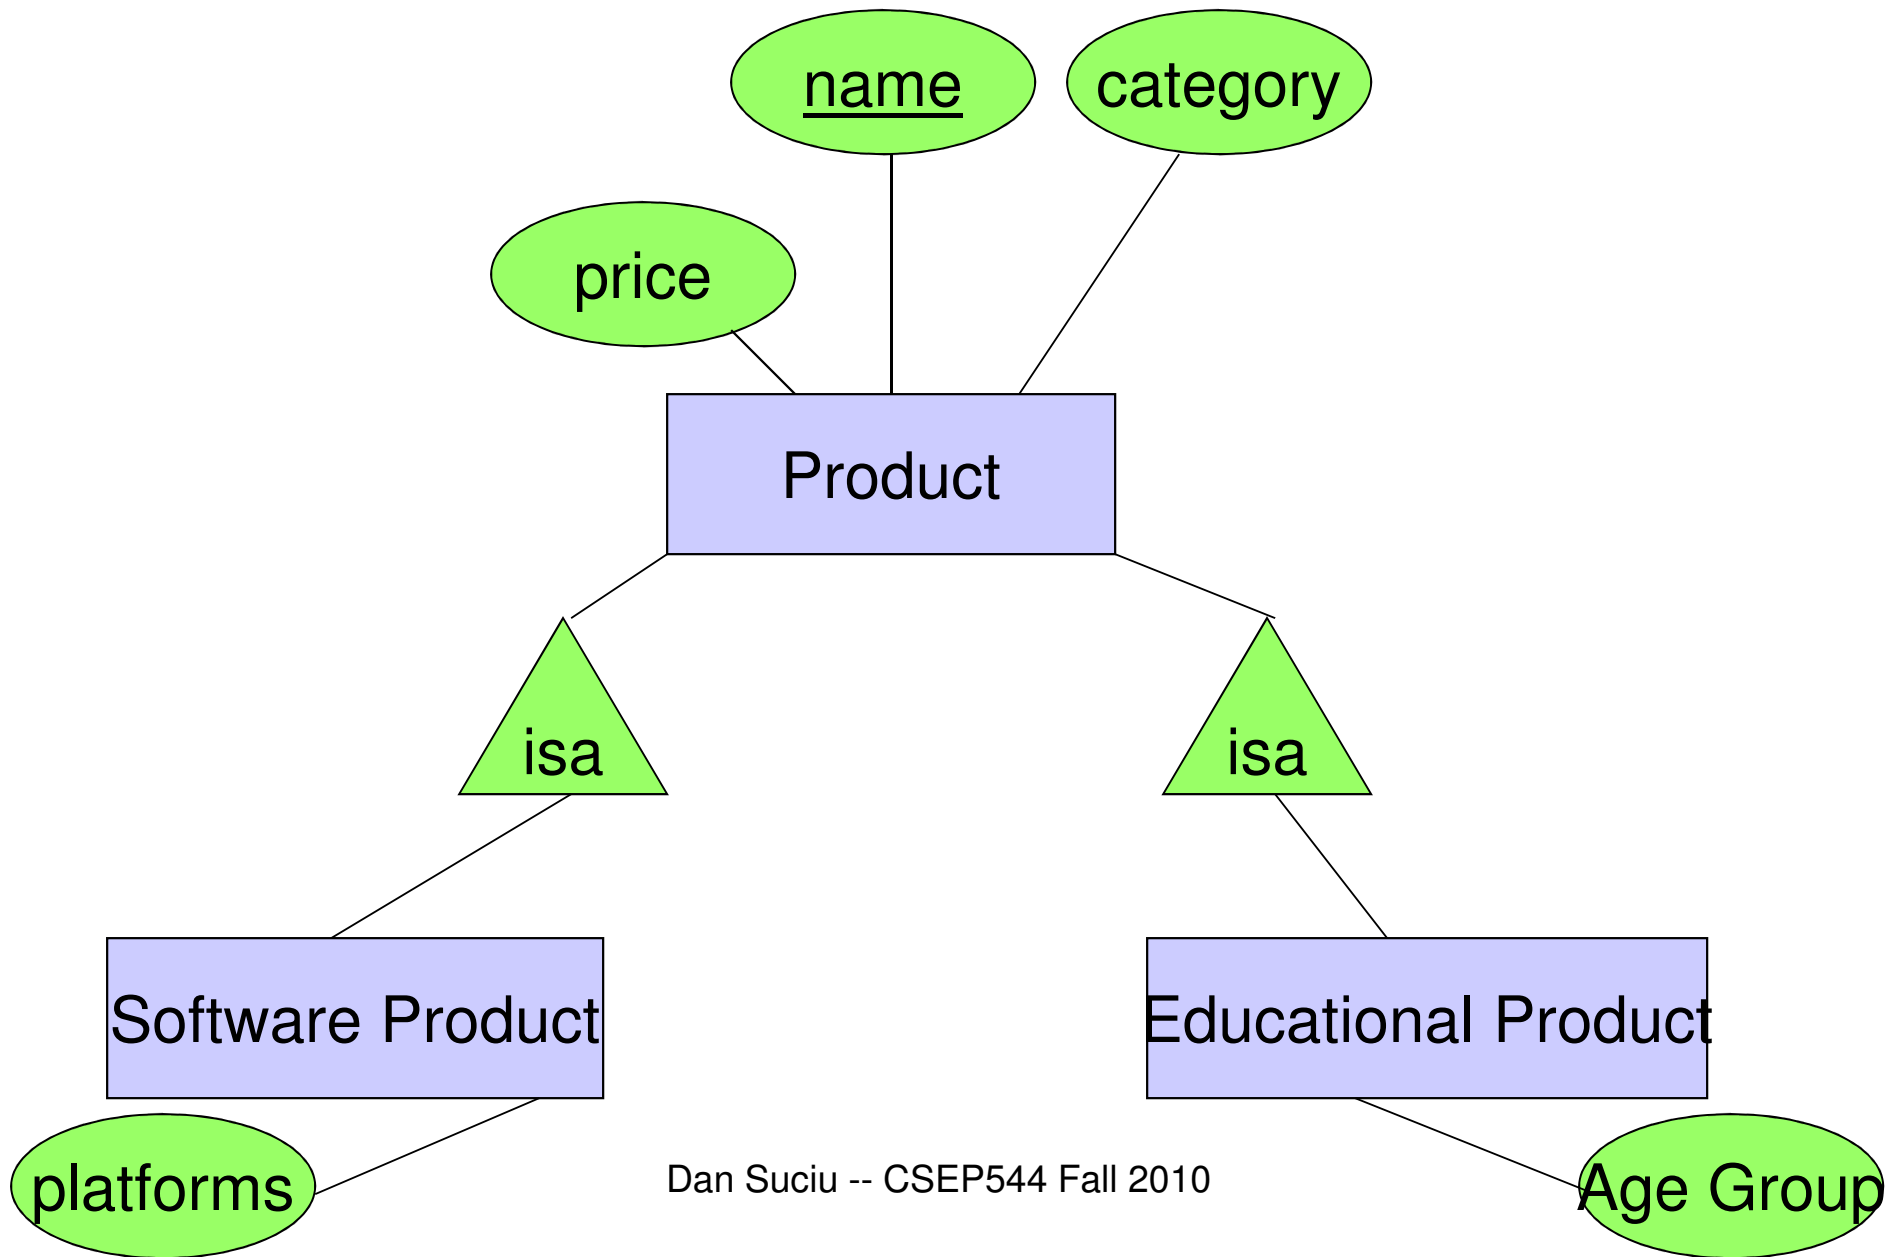 name
category
price
Product
isa
isa
Software Product
Educational Product
platforms
Dan Suciu -- CSEP544 Fall 2010
Age Group